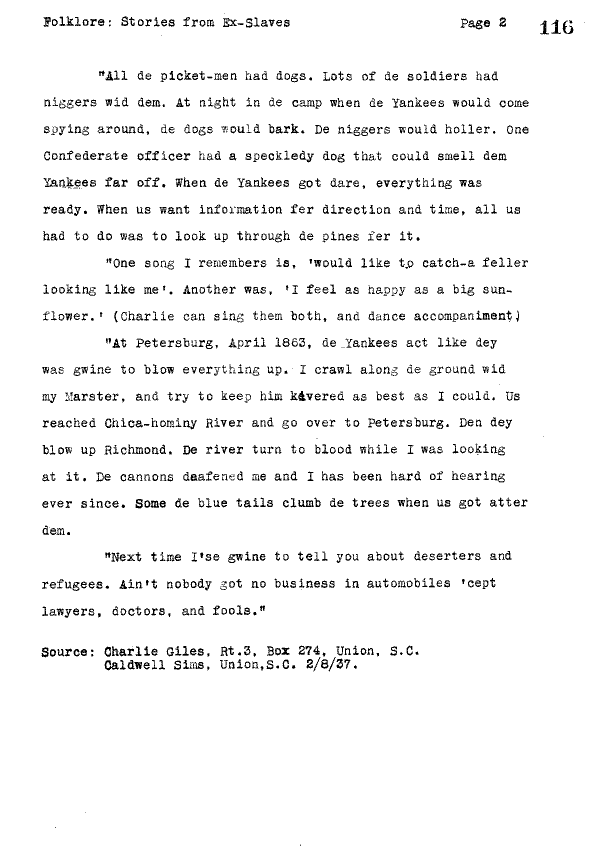 Folklore: Stories from Ex-Slaves Page 2 116
"All de picket-men had dogs. Lots of de soldiers had
niggers wid dem. At night in de camp when de Yankees would come
spying around, de dogs would bark. De niggers would holler. One
Confederate officer had a speckledy dog that could smell dem
Yankees far off. When de Yankees got dare, everything was
ready. When us want information fer direction and time, all us
had to do was to look up through de pines fer it.
"One song I remembers is, 'would like to catch-a feller
looking like me'. Another was, 'I feel as happy as a big sun-
flower.' (Charlie can sing them both, and dance accompaniment)
"At Petersburg, April 1863, de Yankees act like dey
was gwine to blow everything up. I crawl along de ground wid
my Marster, and try to keep him kivered as best as I could. Us
reached Chica-hominy River and go over to Petersburg. Den dey
blow up Richmond. De river turn to blood while I was looking
at it. De cannons deafened me and I has been hard of hearing
ever since. Some de blue tails clumb de trees when us got atter
dem.
"Next time I'se gwine to tell you about deserters and
refugees. Ain't nobody got no business in automobiles 'cept
lawyers, doctors, and fools."
Source: Charlie Giles, Rt.3, Box 274, Union, S.C.
Caldwell Sims, Union,S.C. 2/8/37.